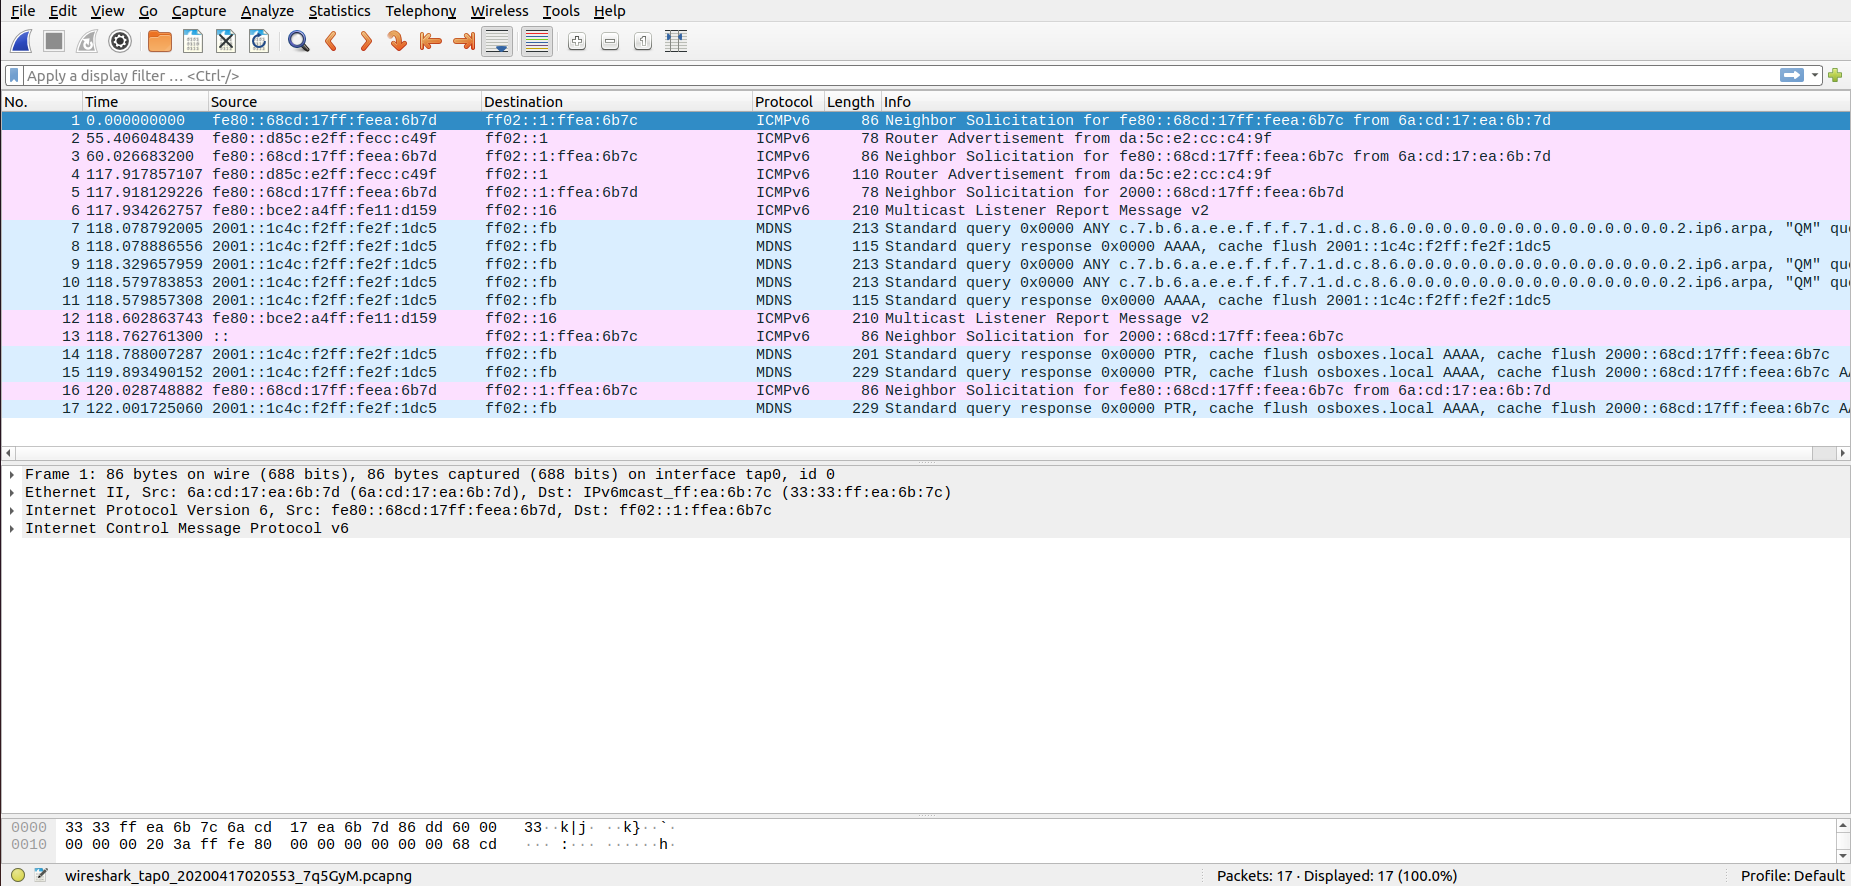 File Edit View Go Capture Analyze Statistics Telephony Wireless Tools Help
Apply a display filter … <Ctrl-/>
No. Time Source Destination Protocol Length Info
1 0.000000000 fe80::68cd:17ff:feea:6b7d ff02::1:ffea:6b7c ICMPv6 86 Neighbor Solicitation for fe80::68cd:17ff:feea:6b7c from 6a:cd:17:ea:6b:7d
2 55.406048439 fe80::d85c:e2ff:fecc:c49f ff02::1 ICMPv6 78 Router Advertisement from da:5c:e2:cc:c4:9f
3 60.026683200 fe80::68cd:17ff:feea:6b7d ff02::1:ffea:6b7c ICMPv6 86 Neighbor Solicitation for fe80::68cd:17ff:feea:6b7c from 6a:cd:17:ea:6b:7d
4 117.917857107 fe80::d85c:e2ff:fecc:c49f ff02::1 ICMPv6 110 Router Advertisement from da:5c:e2:cc:c4:9f
5 117.918129226 fe80::68cd:17ff:feea:6b7d ff02::1:ffea:6b7d ICMPv6 78 Neighbor Solicitation for 2000::68cd:17ff:feea:6b7d
6 117.934262757 fe80::bce2:a4ff:fe11:d159 ff02::16 ICMPv6 210 Multicast Listener Report Message v2
7 118.078792005 2001::1c4c:f2ff:fe2f:1dc5 ff02::fb MDNS 213 Standard query 0x0000 ANY c.7.b.6.a.e.e.f.f.f.7.1.d.c.8.6.0.0.0.0.0.0.0.0.0.0.0.0.0.0.0.2.ip6.arpa, "QM" que
8 118.078886556 2001::1c4c:f2ff:fe2f:1dc5 ff02::fb MDNS 115 Standard query response 0x0000 AAAA, cache flush 2001::1c4c:f2ff:fe2f:1dc5
9 118.329657959 2001::1c4c:f2ff:fe2f:1dc5 ff02::fb MDNS 213 Standard query 0x0000 ANY c.7.b.6.a.e.e.f.f.f.7.1.d.c.8.6.0.0.0.0.0.0.0.0.0.0.0.0.0.0.0.2.ip6.arpa, "QM" que
10 118.579783853 2001::1c4c:f2ff:fe2f:1dc5 ff02::fb MDNS 213 Standard query 0x0000 ANY c.7.b.6.a.e.e.f.f.f.7.1.d.c.8.6.0.0.0.0.0.0.0.0.0.0.0.0.0.0.0.2.ip6.arpa, "QM" que
11 118.579857308 2001::1c4c:f2ff:fe2f:1dc5 ff02::fb MDNS 115 Standard query response 0x0000 AAAA, cache flush 2001::1c4c:f2ff:fe2f:1dc5
12 118.602863743 fe80::bce2:a4ff:fe11:d159 ff02::16 ICMPv6 210 Multicast Listener Report Message v2
13 118.762761300 :: ff02::1:ffea:6b7c ICMPv6 86 Neighbor Solicitation for 2000::68cd:17ff:feea:6b7c
14 118.788007287 2001::1c4c:f2ff:fe2f:1dc5 ff02::fb MDNS 201 Standard query response 0x0000 PTR, cache flush osboxes.local AAAA, cache flush 2000::68cd:17ff:feea:6b7c
15 119.893490152 2001::1c4c:f2ff:fe2f:1dc5 ff02::fb MDNS 229 Standard query response 0x0000 PTR, cache flush osboxes.local AAAA, cache flush 2000::68cd:17ff:feea:6b7c AA
16 120.028748882 fe80::68cd:17ff:feea:6b7d ff02::1:ffea:6b7c ICMPv6 86 Neighbor Solicitation for fe80::68cd:17ff:feea:6b7c from 6a:cd:17:ea:6b:7d
17 122.001725060 2001::1c4c:f2ff:fe2f:1dc5 ff02::fb MDNS 229 Standard query response 0x0000 PTR, cache flush osboxes.local AAAA, cache flush 2000::68cd:17ff:feea:6b7c AA
Frame 1: 86 bytes on wire (688 bits), 86 bytes captured (688 bits) on interface tap0, id 0
Ethernet II, Src: 6a:cd:17:ea:6b:7d (6a:cd:17:ea:6b:7d), Dst: IPv6mcast_ff:ea:6b:7c (33:33:ff:ea:6b:7c)
Internet Protocol Version 6, Src: fe80::68cd:17ff:feea:6b7d, Dst: ff02::1:ffea:6b7c
Internet Control Message Protocol v6
0000 33 33 ff ea 6b 7c 6a cd 17 ea 6b 7d 86 dd 60 00 33··k|j· ··k}··`·
0010 00 00 00 20 3a ff fe 80 00 00 00 00 00 00 68 cd ··· :··· ······h·
wireshark_tap0_20200417020553_7q5GyM.pcapng Packets: 17 · Displayed: 17 (100.0%) Profile: Default